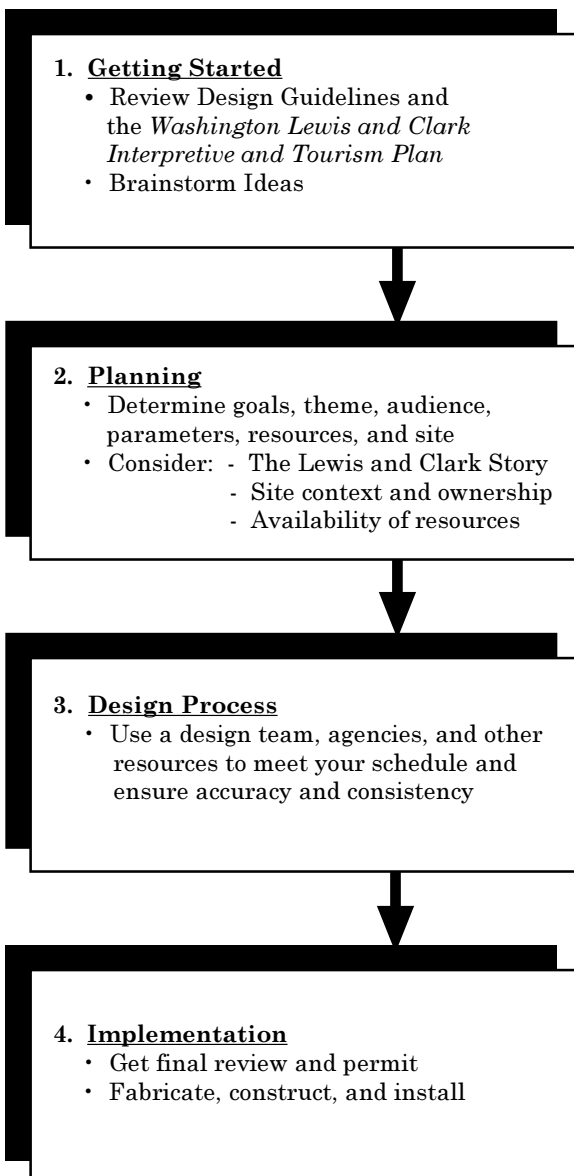 1. Getting Started
• Review Design Guidelines and
the Washington Lewis and Clark
Interpretive and Tourism Plan
• Brainstorm Ideas
2. Planning
• Determine goals, theme, audience,
parameters, resources, and site
• Consider: - The Lewis and Clark Story
- Site context and ownership
- Availability of resources
3. Design Process
• Use a design team, agencies, and other
resources to meet your schedule and
ensure accuracy and consistency
4. Implementation
• Get final review and permit
• Fabricate, construct, and install